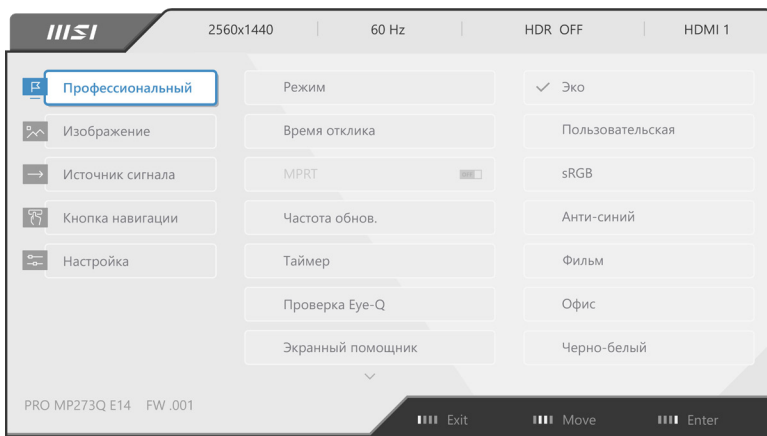 msi 2560x1440 60 Hz HDR OFF HDMI 1
Профессиональный Режим Эко
Изображение Время отклика Пользовательская
Источник сигнала MPRT sRGB
Кнопка навигации Частота обнов. Анти-синий
Настройка Таймер Фильм
Проверка Eye-Q Офис
Экранный помощник Черно-белый
PRO MP273Q E14 FW .001 Exit Move Enter